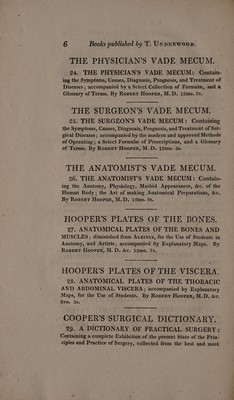 6 Books published by T. UNDERWOOD.
THE PHYSICIAN'S VADE MECUM.
24. THE PHYSICIAN'S VADE MECUM: Contain-
ing the Symptoms, Causes, Diagnosis, Prognosis, and Treatment of
Diseases; accompanied by a Select Collection of Formulæ, and a
Glossary of Terms. By ROBERT HOOPER, M. D. 12mo. 7s.
THE SURGEON'S VADE MECUM.
25. THE SURGEON'S VADE MECUM: Containing
the Symptoms, Causes, Diagnosis, Prognosis, and Treatment of Sur-
gical Diseases; accompanied by the modern and approved Methods
of Operating; a Select Formulæ of Prescriptions, and a Glossary
of Terms. By ROBERT HOOPER, M. D. 12mo.
THE ANATOMIST'S VADE MECUM.
26. THE ANATOMIST'S VADE MECUM: Contain-
ing the Anatomy, Physiology, Morbid Appearances, &c. of the
Human Body; the Art of making Anatomical Preparations, &c.
By ROBERT HOOPER, M. D. 12mo. 9s.
HOOPER'S PLATES OF THE BONES.
27. ANATOMICAL PLATES OF THE BONES AND
MUSCLES; diminished from ALBINUS, for the Use of Students in
Anatomy, and Artists; accompanied by Explanatory Maps. By
ROBERT HOOPER, M. D. &c. 12mo.
HOOPER'S PLATES OF THE VISCERA.
28. ANATOMICAL PLATES OF THE THORACIC
AND ABDOMINAL VISCERA; accompanied by Explanatory
Maps, for the Use of Students. By ROBERT HOOPER, M. D. &c.
8vo.
COOPER'S SURGICAL DICTIONARY.
29. A DICTIONARY OF PRACTICAL SURGERY:
Containing a complete Exhibition of the present State of the Prin-
ciples and Practice of Surgery, collected from the best and most